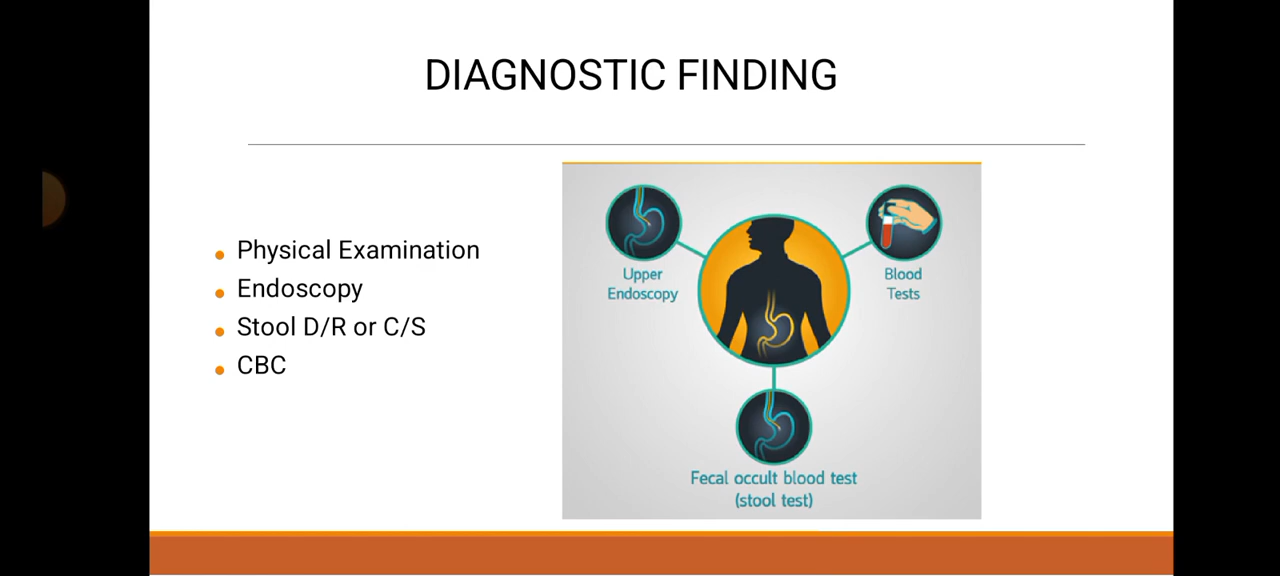 DIAGNOSTIC FINDING
Physical Examination
Endoscopy
Stool D/R or C/S
CBC
Upper
Endoscopy
Blood
Tests
Fecal occult blood test
(stool test)